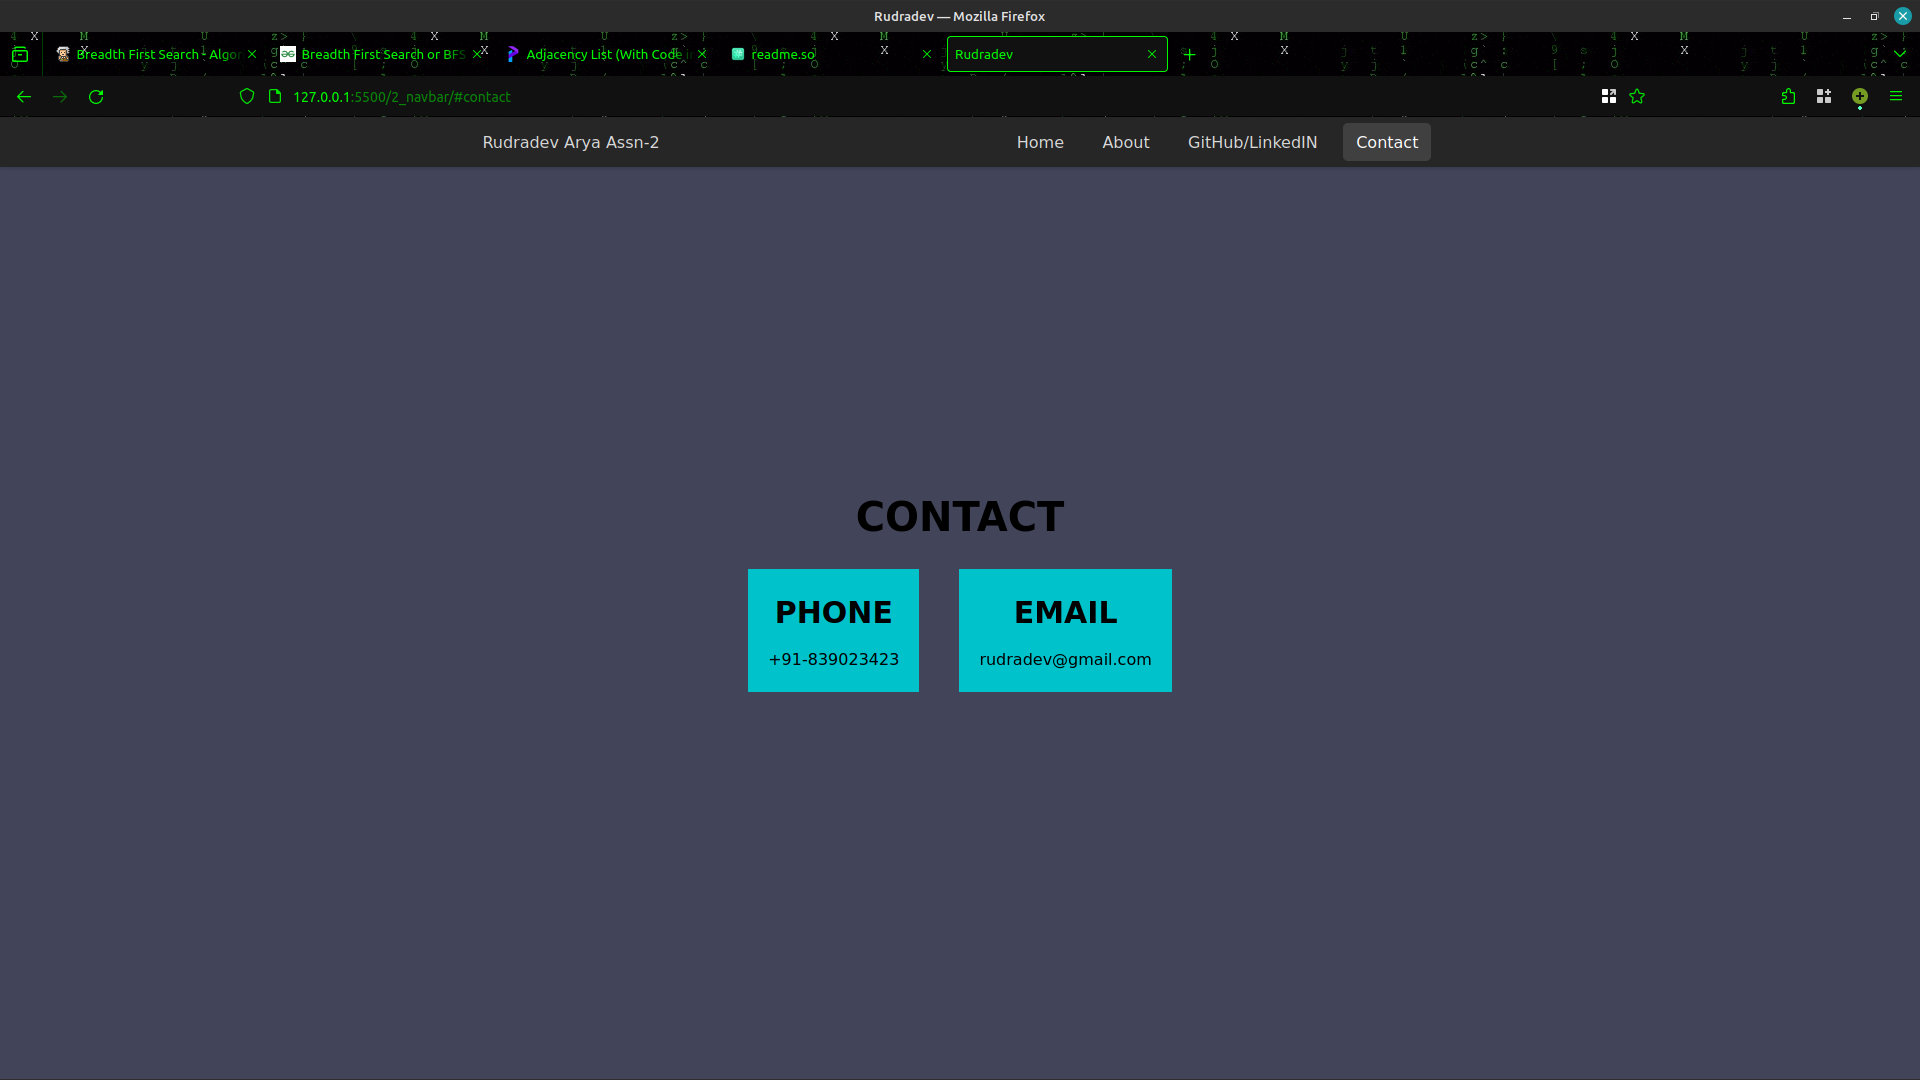 Rudradev — Mozilla Firefox
Breadth First Search - Algo
Breadth First Search or BFS
Adjacency List (With Code in
readme.so
Rudradev
127.0.0.1:5500/2_navbar/#contact
Rudradev Arya Assn-2
Home
About
GitHub/LinkedIN
Contact
CONTACT
PHONE
EMAIL
+91-839023423
rudradev@gmail.com